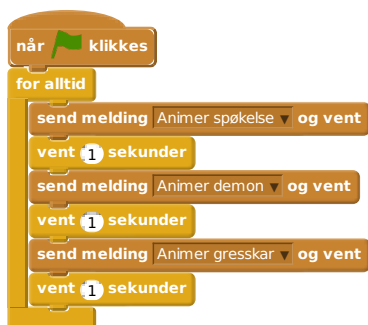 når klikkes
for alltid
send melding Animer spøkelse og vent
vent 1 sekunder
send melding Animer demon og vent
vent 1 sekunder
send melding Animer gresskar og vent
vent 1 sekunder